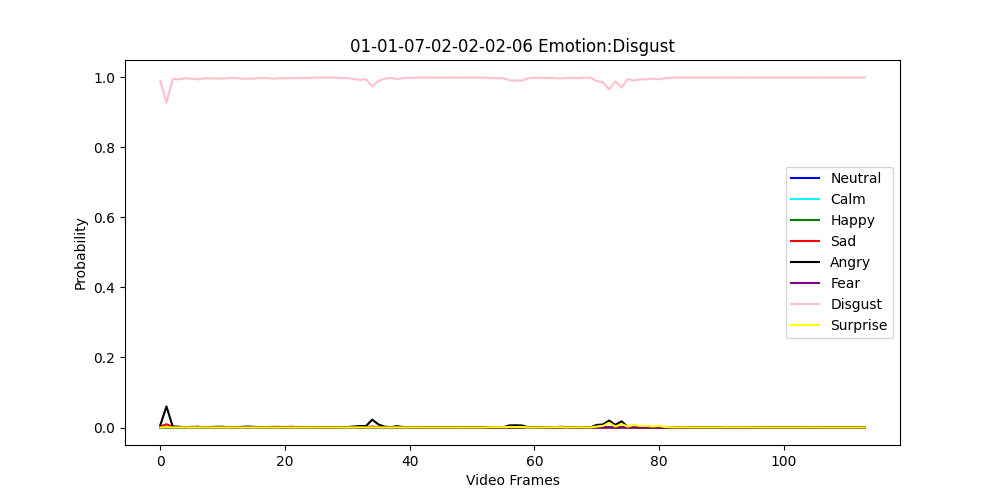 01-01-07-02-02-02-06 Emotion:Disgust
1.0
0.8
0.6
0.4
0.2
0.0
Probability
0 20 40 60 80 100
Video Frames
Neutral
Calm
Happy
Sad
Angry
Fear
Disgust
Surprise